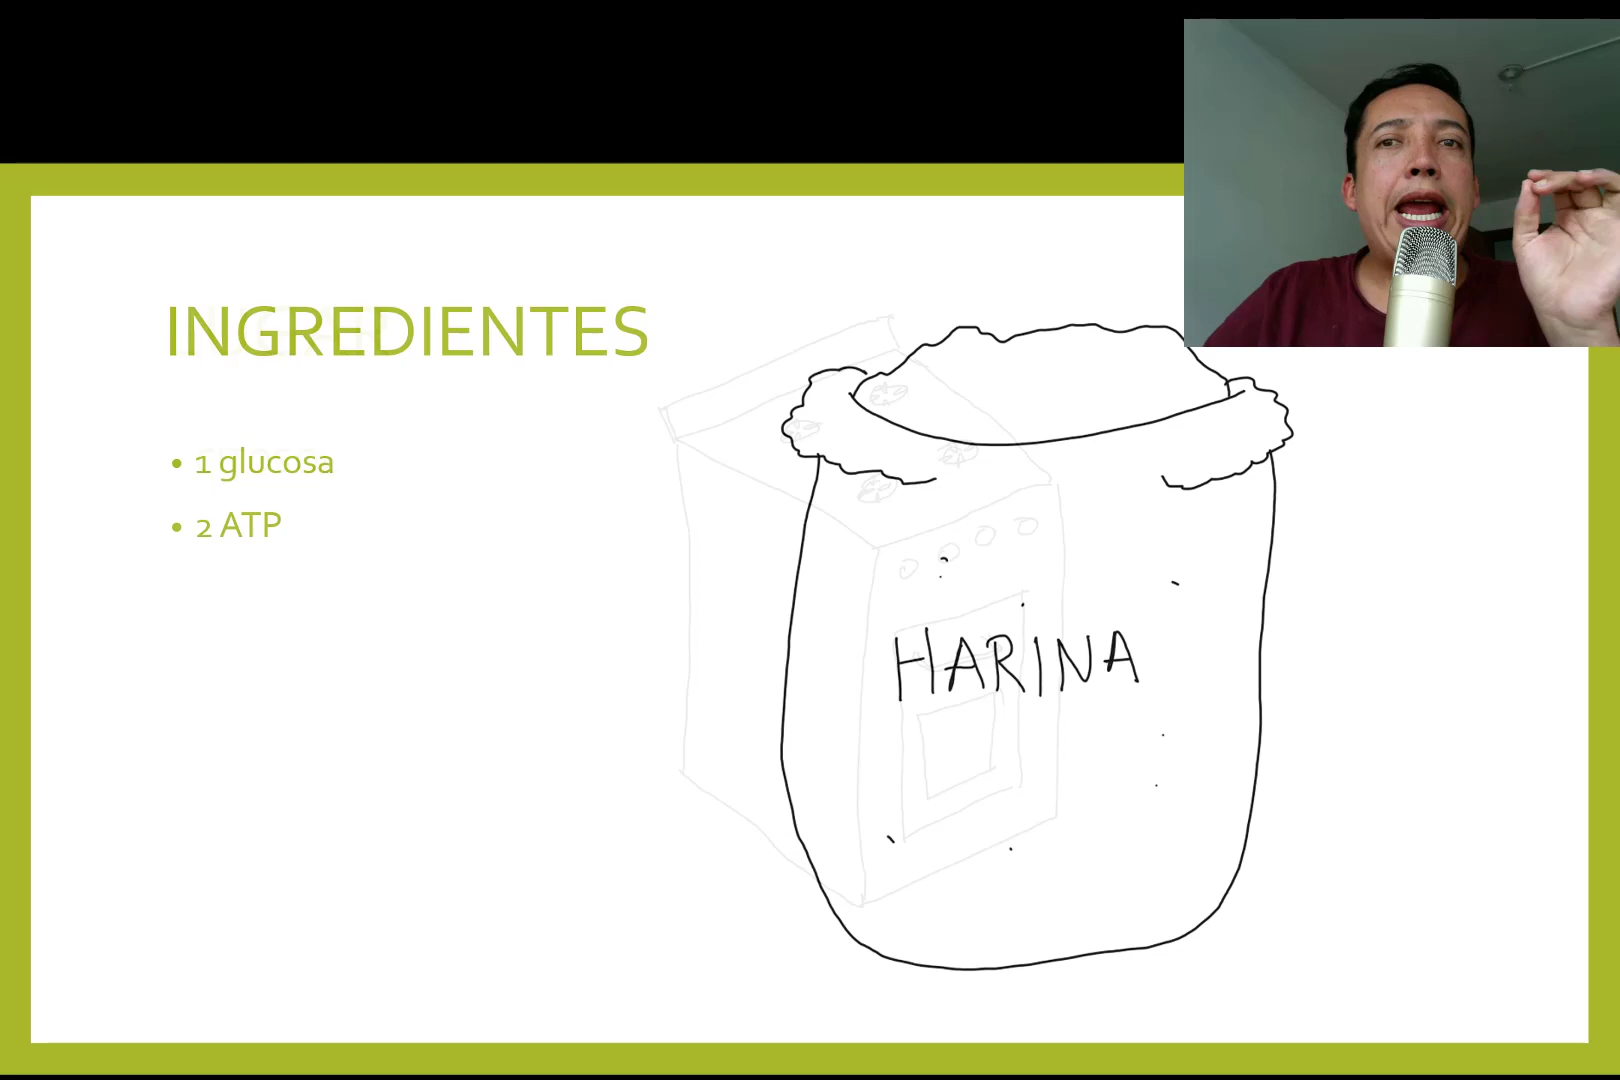 INGREDIENTES
• 1 glucosa
• 2 ATP
HARINA